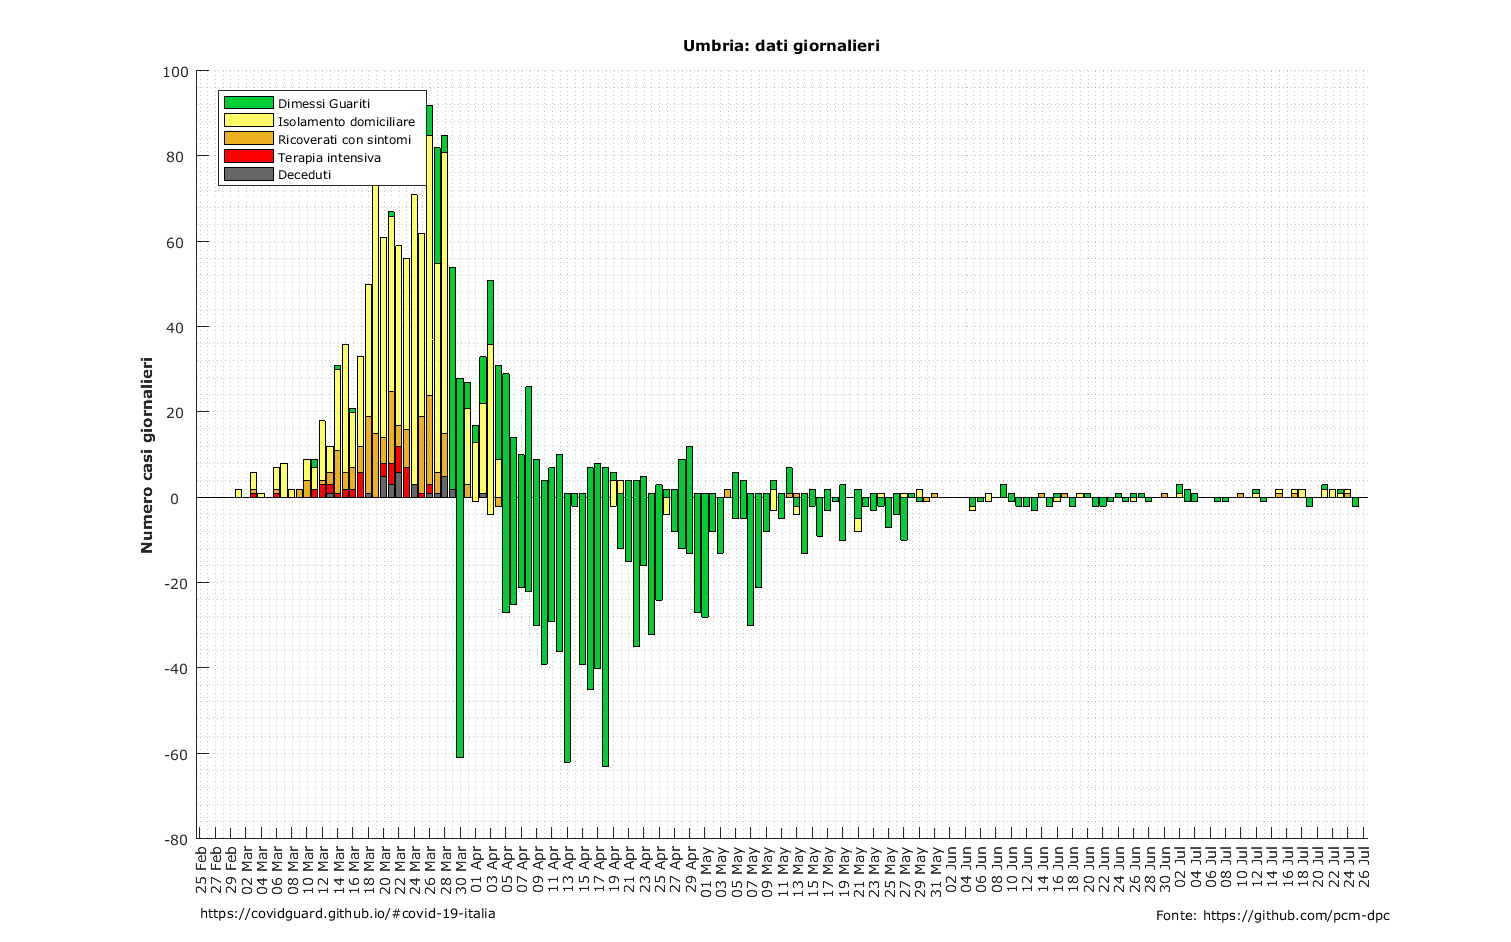 Umbria: dati giornalieri
Dimessi Guariti
Isolamento domiciliare
Ricoverati con sintomi
Terapia intensiva
Deceduti
Numero casi giornalieri
100
80
60
40
20
0
-20
-40
-60
-80
25 Feb
27 Feb
29 Feb
02 Mar
04 Mar
06 Mar
08 Mar
10 Mar
12 Mar
14 Mar
16 Mar
18 Mar
20 Mar
22 Mar
24 Mar
26 Mar
28 Mar
30 Mar
01 Apr
03 Apr
05 Apr
07 Apr
09 Apr
11 Apr
13 Apr
15 Apr
17 Apr
19 Apr
21 Apr
23 Apr
25 Apr
27 Apr
29 Apr
01 May
03 May
05 May
07 May
09 May
11 May
13 May
15 May
17 May
19 May
21 May
23 May
25 May
27 May
29 May
31 May
02 Jun
04 Jun
06 Jun
08 Jun
10 Jun
12 Jun
14 Jun
16 Jun
18 Jun
20 Jun
22 Jun
24 Jun
26 Jun
28 Jun
30 Jun
02 Jul
04 Jul
06 Jul
08 Jul
10 Jul
12 Jul
14 Jul
16 Jul
18 Jul
20 Jul
22 Jul
24 Jul
26 Jul
https://covidguard.github.io/#covid-19-italia
Fonte: https://github.com/pcm-dpc